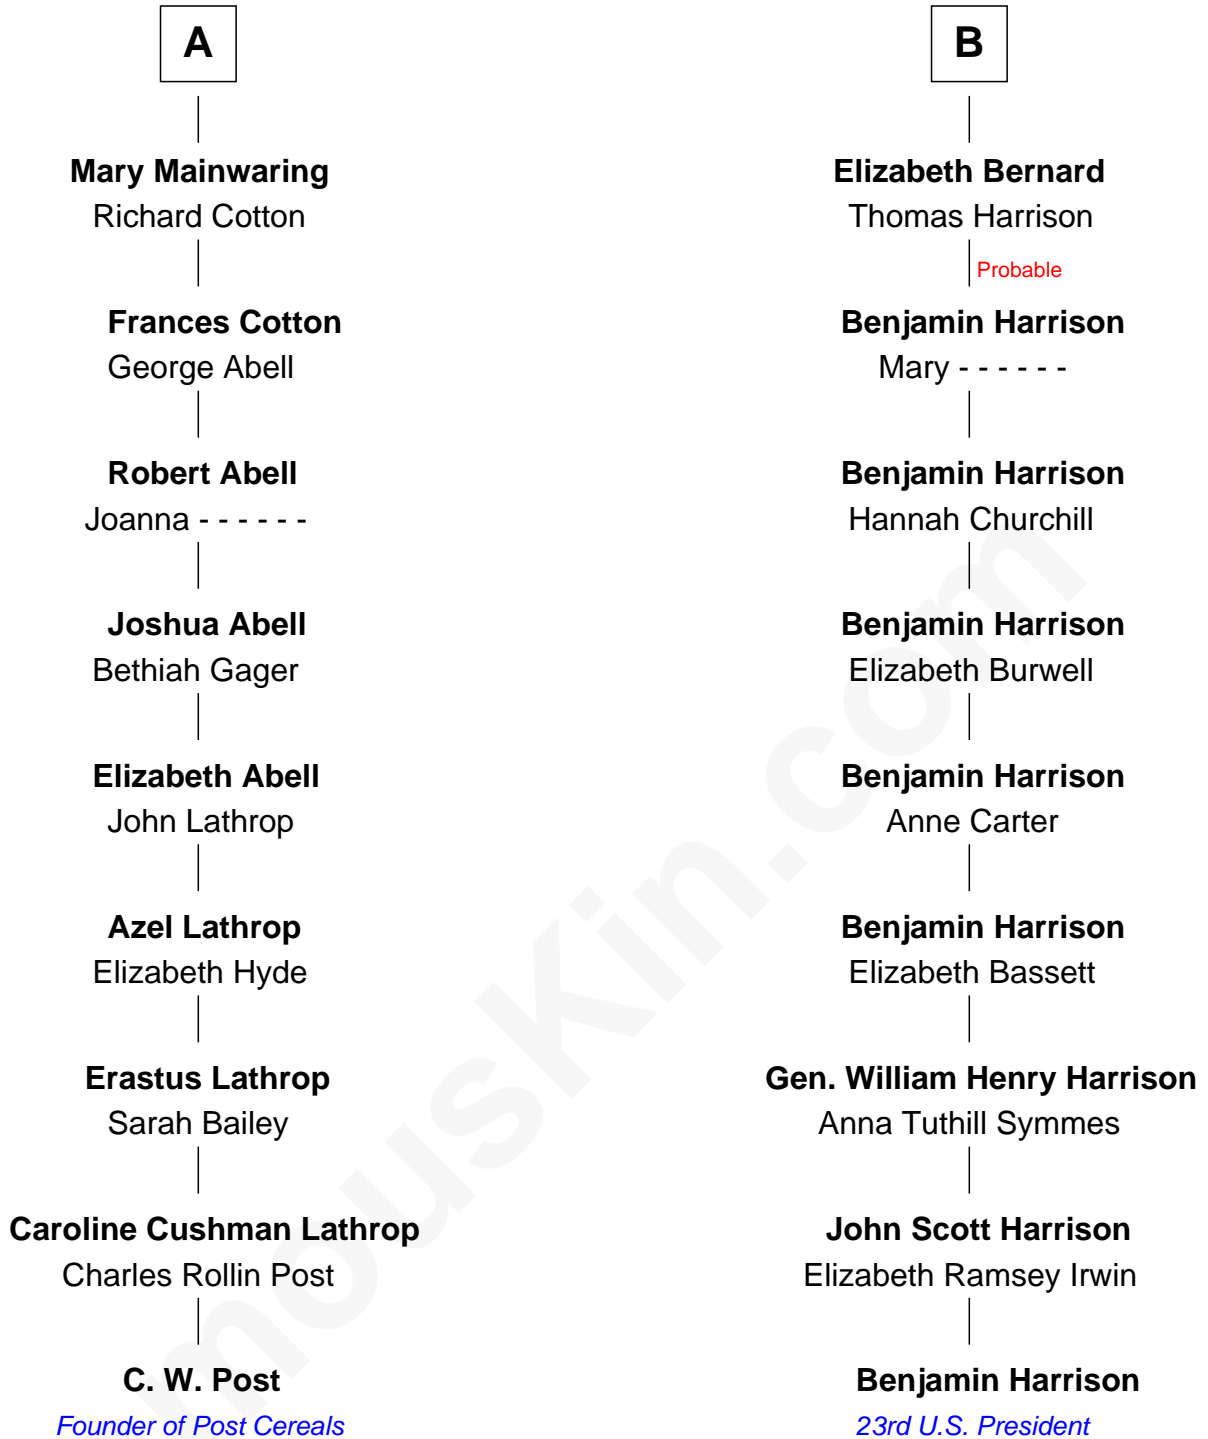 A
Mary Mainwaring
Richard Cotton
Frances Cotton
George Abell
Robert Abell
Joanna - - - - - -
Joshua Abell
Bethiah Gager
Elizabeth Abell
John Lathrop
Azel Lathrop
Elizabeth Hyde
Erastus Lathrop
Sarah Bailey
Caroline Cushman Lathrop
Charles Rollin Post
C. W. Post
Founder of Post Cereals
B
Elizabeth Bernard
Thomas Harrison
Probable
Benjamin Harrison
Mary - - - - - -
Benjamin Harrison
Hannah Churchill
Benjamin Harrison
Elizabeth Burwell
Benjamin Harrison
Anne Carter
Benjamin Harrison
Elizabeth Bassett
Gen. William Henry Harrison
Anna Tuthill Symmes
John Scott Harrison
Elizabeth Ramsey Irwin
Benjamin Harrison
23rd U.S. President
mousKin.com